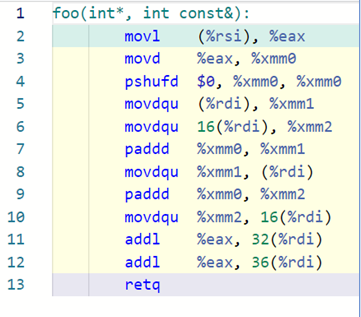 1 foo(int*, int const&):
2 movl (%rsi), %eax
3 movd %eax, %xmm0
4 pshufd $0, %xmm0, %xmm0
5 movdqu (%rdi), %xmm1
6 movdqu 16(%rdi), %xmm2
7 paddd %xmm0, %xmm1
8 movdqu %xmm1, (%rdi)
9 paddd %xmm0, %xmm2
10 movdqu %xmm2, 16(%rdi)
11 addl %eax, 32(%rdi)
12 addl %eax, 36(%rdi)
13 retq